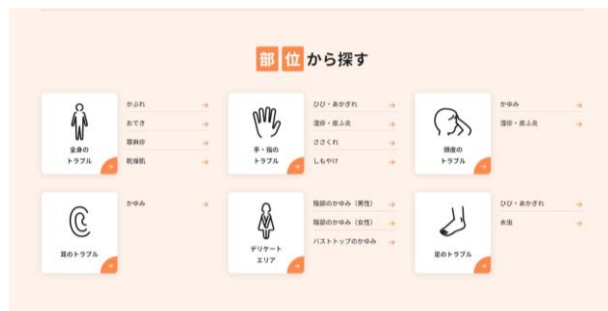 部位から探す
全身の
トラブル
かぶれ
おでき
蕁麻疹
乾燥肌
手・指の
トラブル
ひび・あかぎれ
湿疹・皮ふ炎
ささくれ
しもやけ
頭皮の
トラブル
かゆみ
湿疹・皮ふ炎
耳のトラブル
かゆみ
デリケート
エリア
陰部のかゆみ（男性）
陰部のかゆみ（女性）
バストトップのかゆみ
足のトラブル
ひび・あかぎれ
水虫